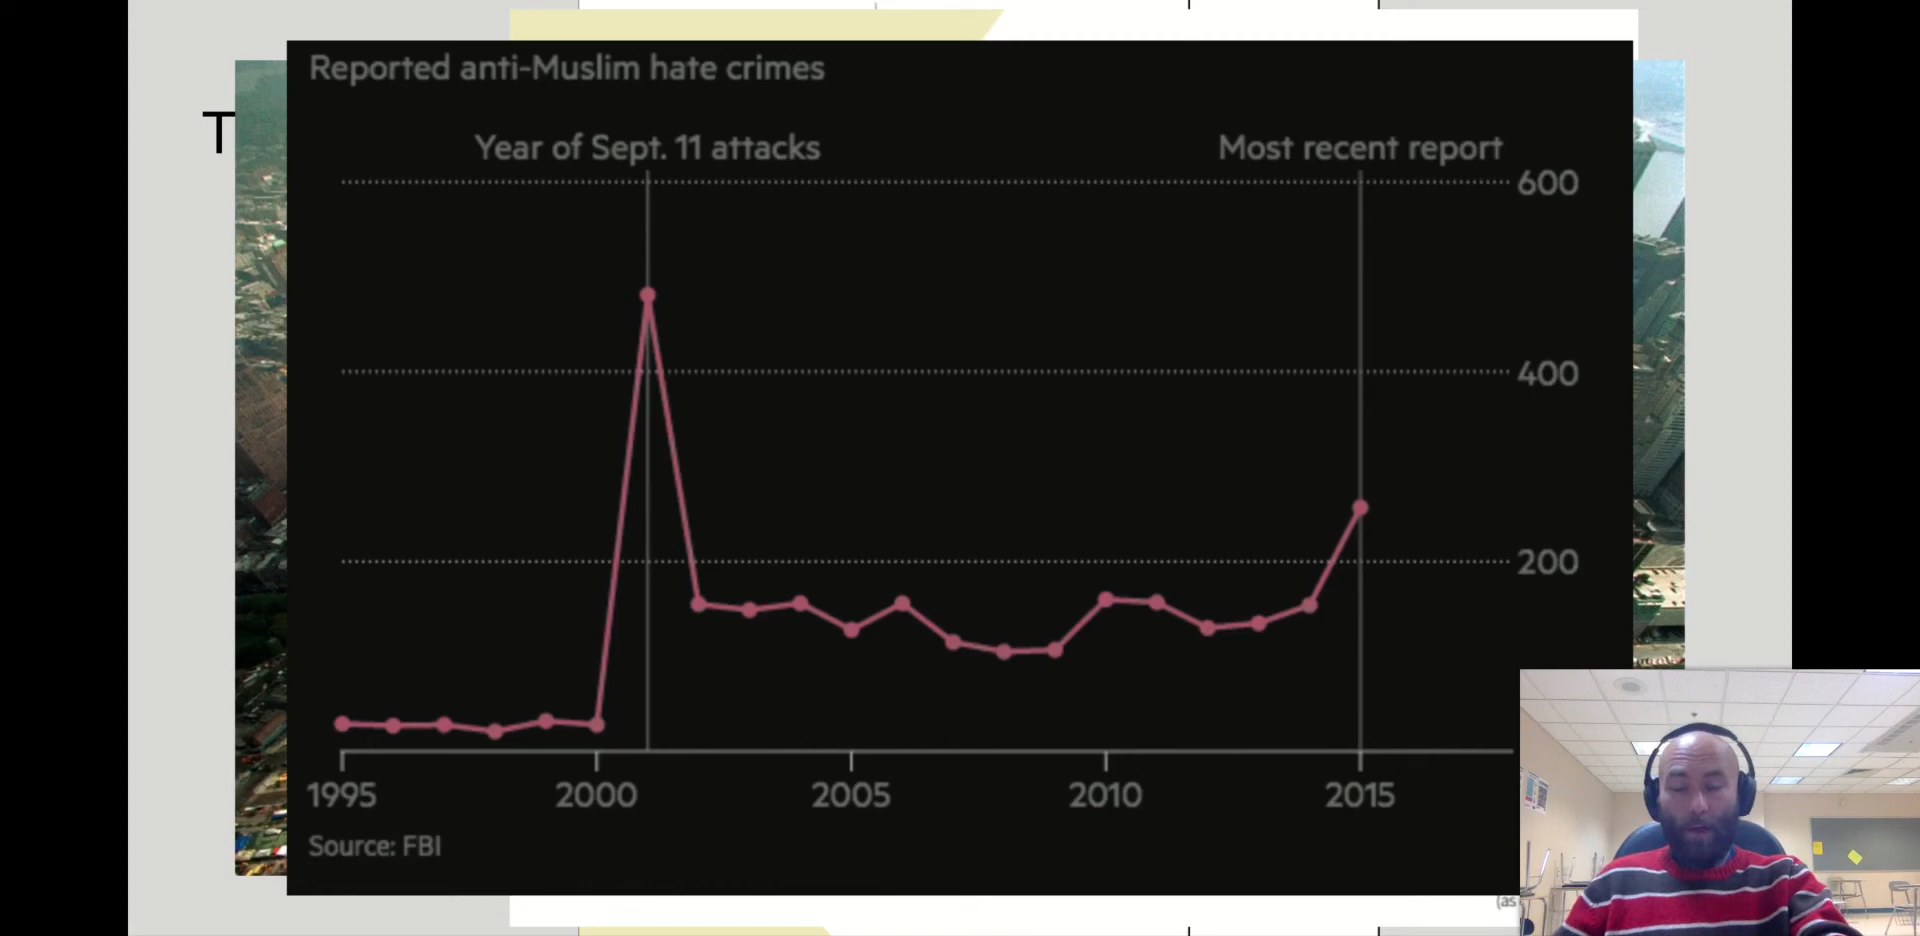 T
Reported anti-Muslim hate crimes
Year of Sept. 11 attacks
Most recent report
600
400
200
1995
2000
2005
2010
2015
Source: FBI
(as